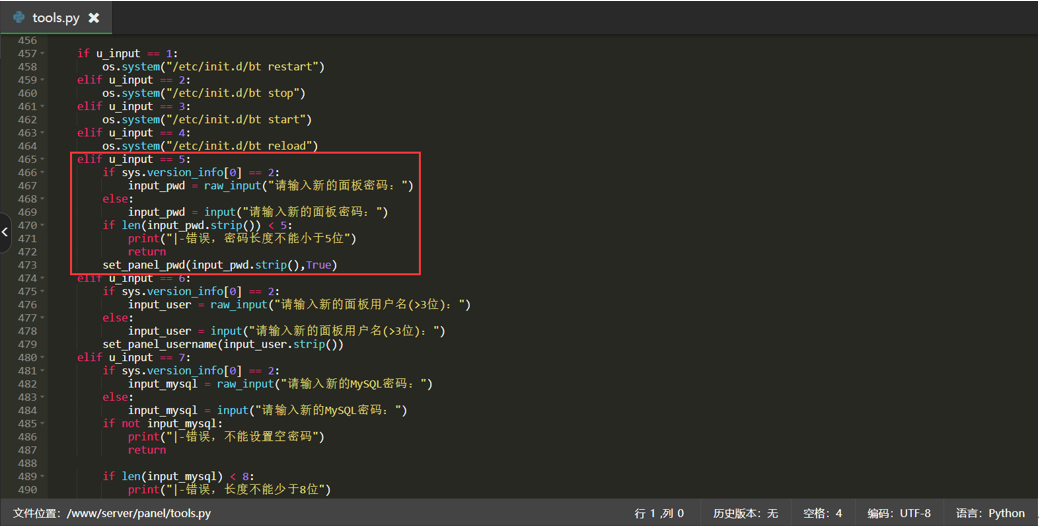 tools.py ✖
456
457 if u_input == 1:
458 os.system("/etc/init.d/bt restart")
459 elif u_input == 2:
460 os.system("/etc/init.d/bt stop")
461 elif u_input == 3:
462 os.system("/etc/init.d/bt start")
463 elif u_input == 4:
464 os.system("/etc/init.d/bt reload")
465 elif u_input == 5:
466 if sys.version_info[0] == 2:
467 input_pwd = raw_input("请输入新的面板密码：")
468 else:
469 input_pwd = input("请输入新的面板密码：")
470 if len(input_pwd.strip()) < 5:
471 print("|-错误，密码长度不能小于5位")
472 return
473 set_panel_pwd(input_pwd.strip(),True)
474 elif u_input == 6:
475 if sys.version_info[0] == 2:
476 input_user = raw_input("请输入新的面板用户名(>3位)：")
477 else:
478 input_user = input("请输入新的面板用户名(>3位)：")
479 set_panel_username(input_user.strip())
480 elif u_input == 7:
481 if sys.version_info[0] == 2:
482 input_mysql = raw_input("请输入新的MySQL密码：")
483 else:
484 input_mysql = input("请输入新的MySQL密码：")
485 if not input_mysql:
486 print("|-错误，不能设置空密码")
487 return
488
489 if len(input_mysql) < 8:
490 print("|-错误，长度不能少于8位")
文件位置：/www/server/panel/tools.py 行 1 ,列 0 历史版本：无 空格：4 编码：UTF-8 语言：Python